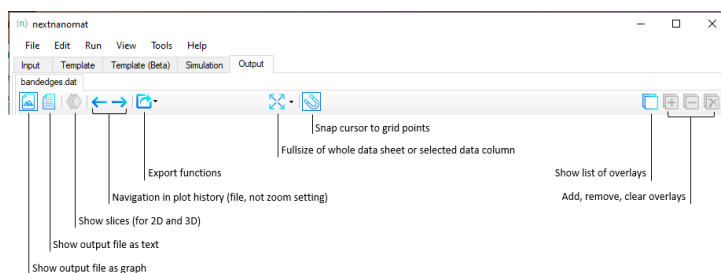 nextnanomat
File Edit Run View Tools Help
Input Template Template (Beta) Simulation Output
bandedges.dat
Snap cursor to grid points
Fullsize of whole data sheet or selected data column
Export functions
Show list of overlays
Navigation in plot history (file, not zoom setting)
Add, remove, clear overlays
Show slices (for 2D and 3D)
Show output file as text
Show output file as graph